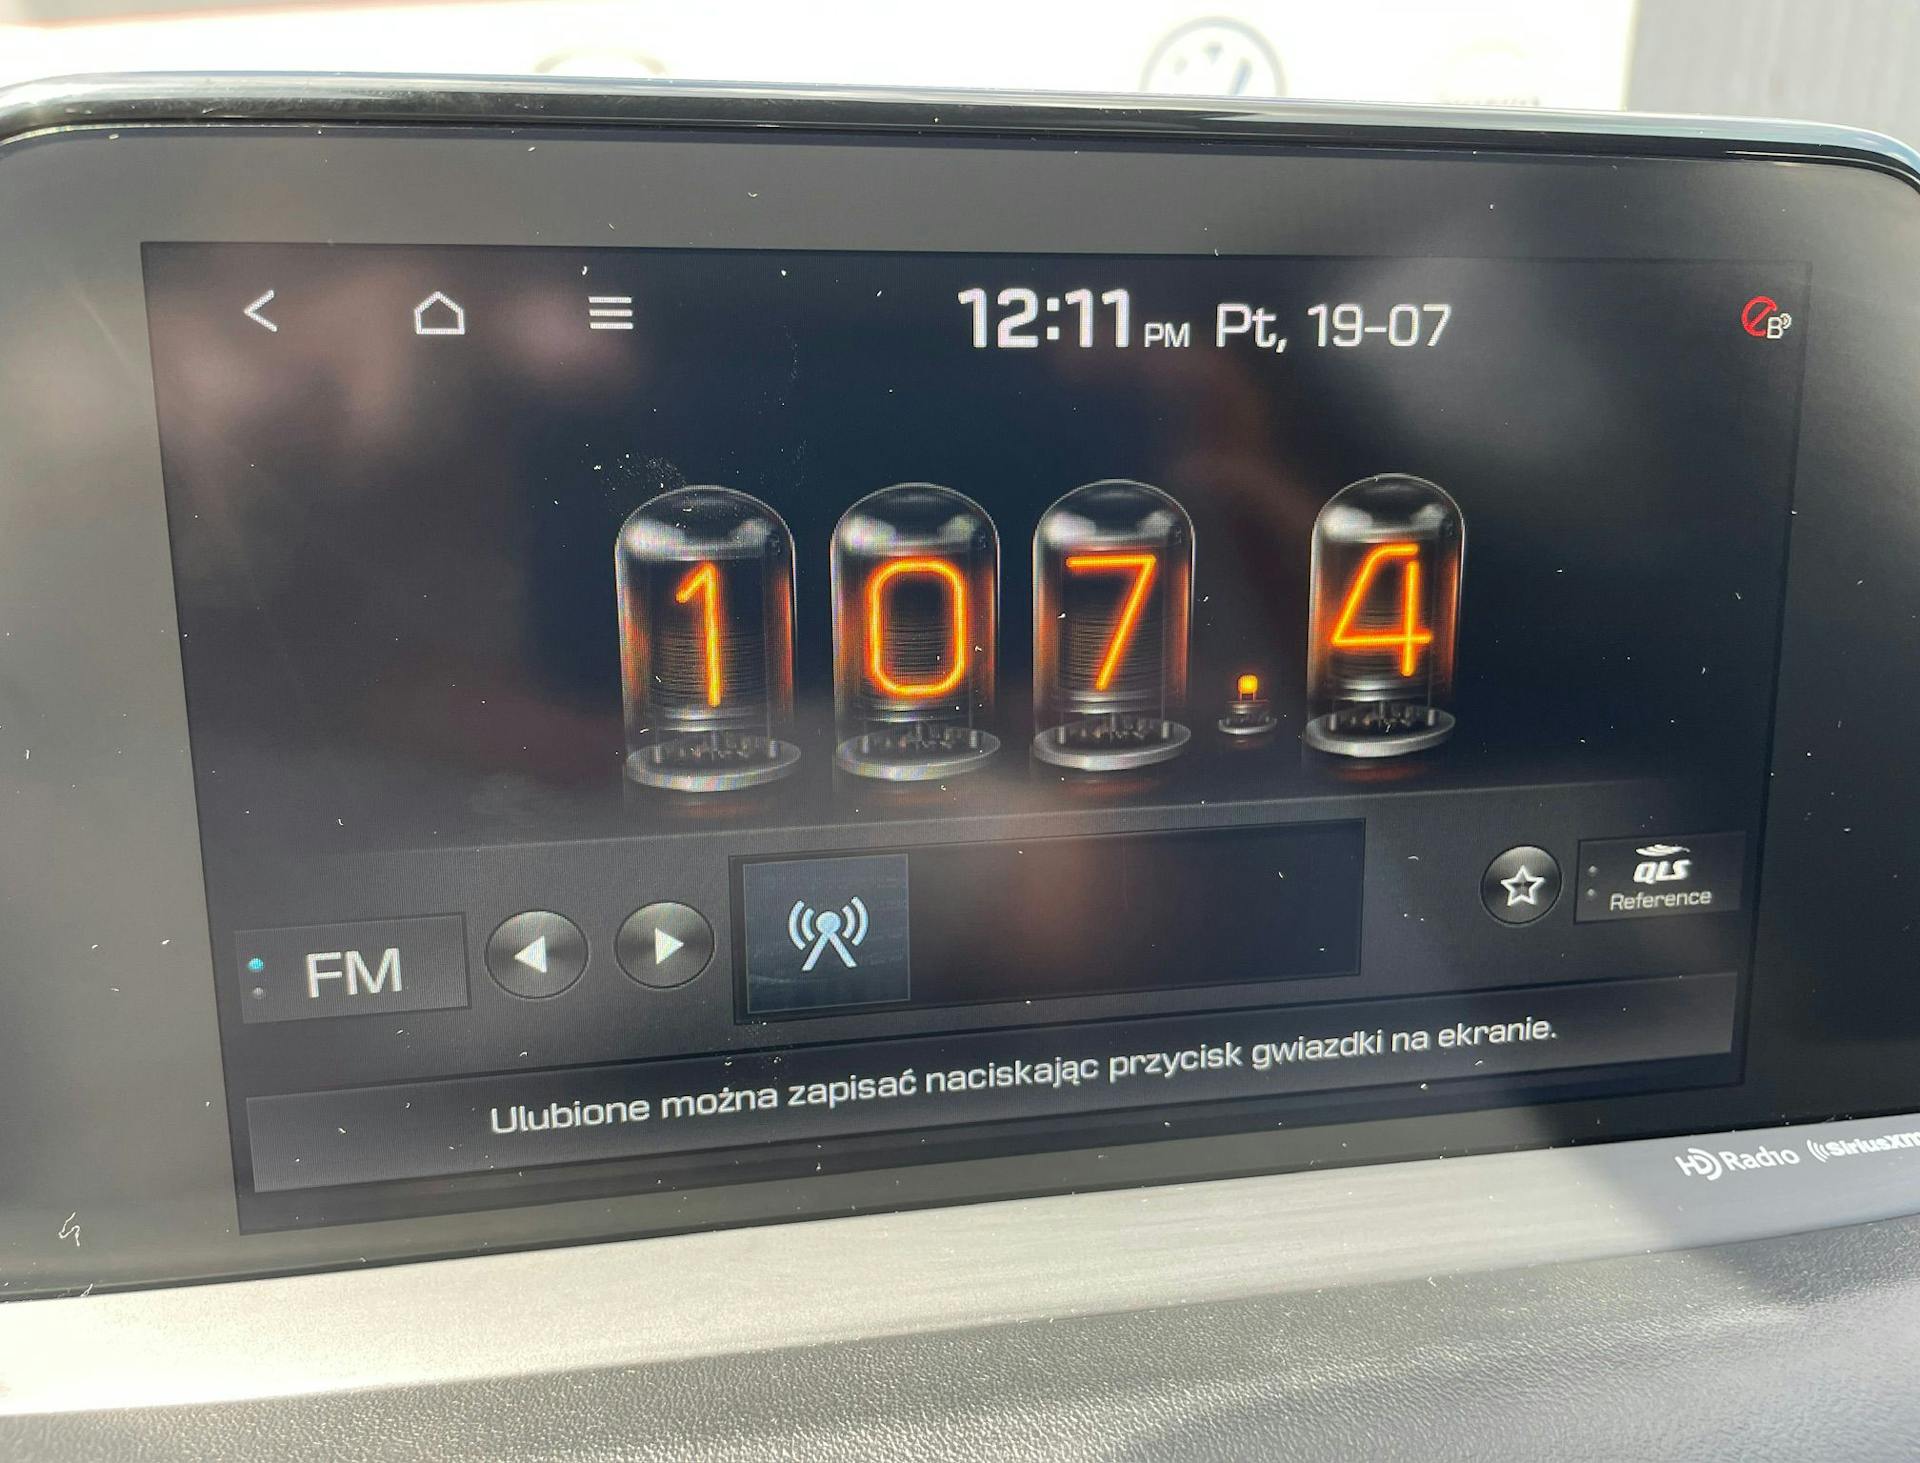 12:11 PM Pt, 19-07
B
107.4
QLS
Reference
FM
Ulubione można zapisać naciskając przycisk gwiazdki na ekranie.
HD Radio SiriusXM